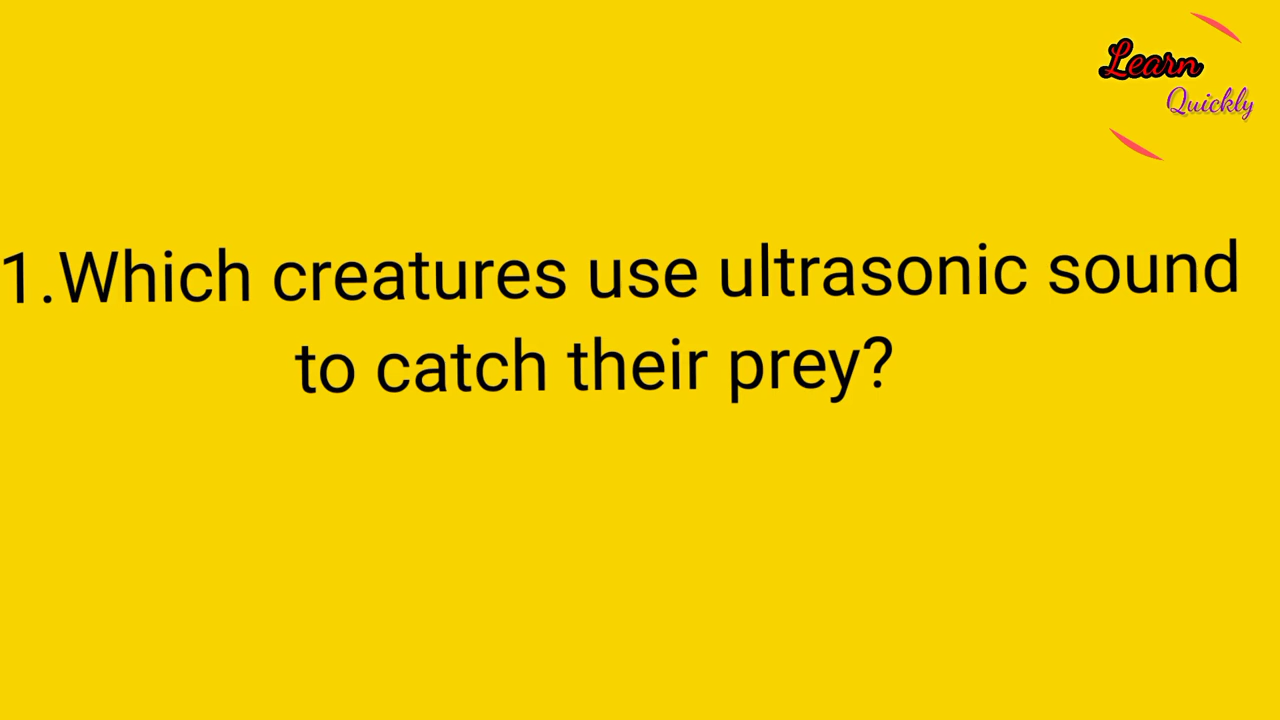 Learn
Quickly
1.Which creatures use ultrasonic sound
to catch their prey?